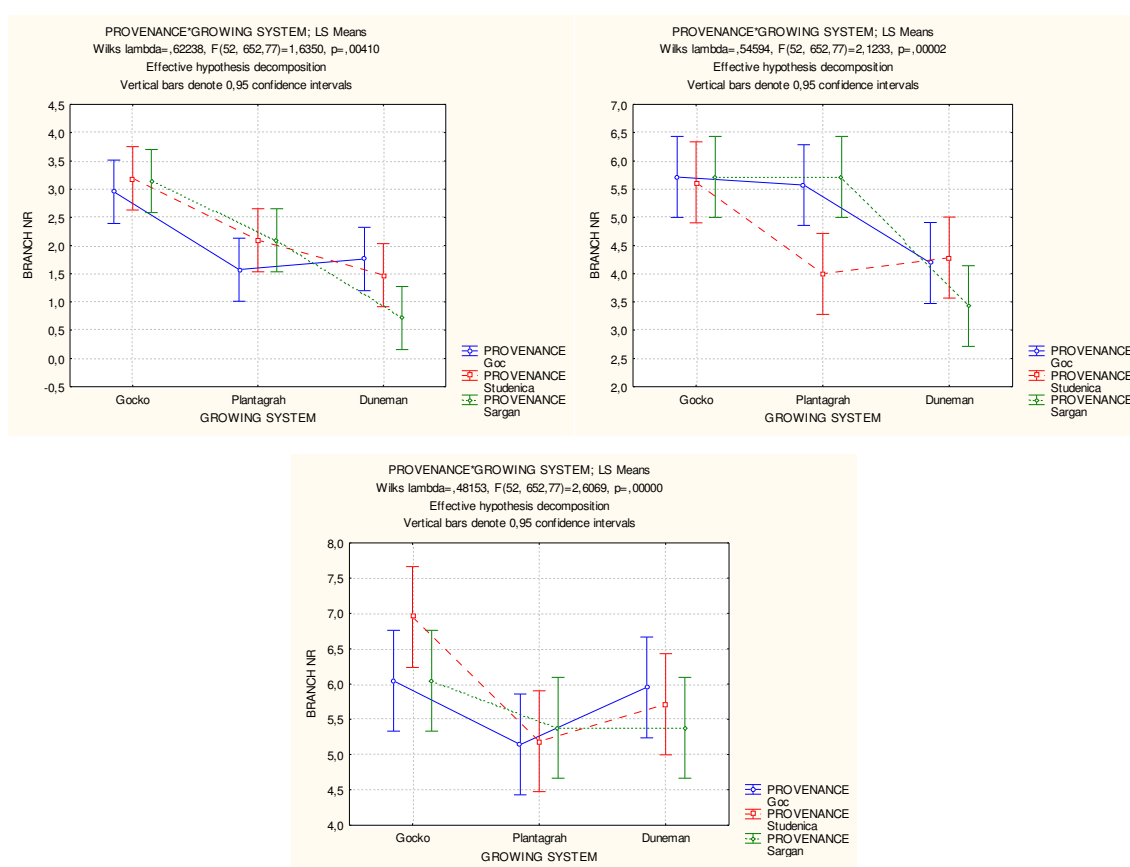 PROVENANCE*GROWING SYSTEM; LS Means
Wilks lambda=,62238, F(52, 652,77)=1,6350, p=,00410
Effective hypothesis decomposition
Vertical bars denote 0,95 confidence intervals
4,5
4,0
3,5
3,0
2,5
2,0
1,5
1,0
0,5
0,0
-0,5
BRANCH NR
Gocko Plantagrah Duneman
GROWING SYSTEM
PROVENANCE
Goc
PROVENANCE
Studenica
PROVENANCE
Sargan
PROVENANCE*GROWING SYSTEM; LS Means
Wilks lambda=,54594, F(52, 652,77)=2,1233, p=,00002
Effective hypothesis decomposition
Vertical bars denote 0,95 confidence intervals
7,0
6,5
6,0
5,5
5,0
4,5
4,0
3,5
3,0
2,5
2,0
BRANCH NR
Gocko Plantagrah Duneman
GROWING SYSTEM
PROVENANCE
Goc
PROVENANCE
Studenica
PROVENANCE
Sargan
PROVENANCE*GROWING SYSTEM; LS Means
Wilks lambda=,48153, F(52, 652,77)=2,6069, p=,00000
Effective hypothesis decomposition
Vertical bars denote 0,95 confidence intervals
8,0
7,5
7,0
6,5
6,0
5,5
5,0
4,5
4,0
BRANCH NR
Gocko Plantagrah Duneman
GROWING SYSTEM
PROVENANCE
Goc
PROVENANCE
Studenica
PROVENANCE
Sargan